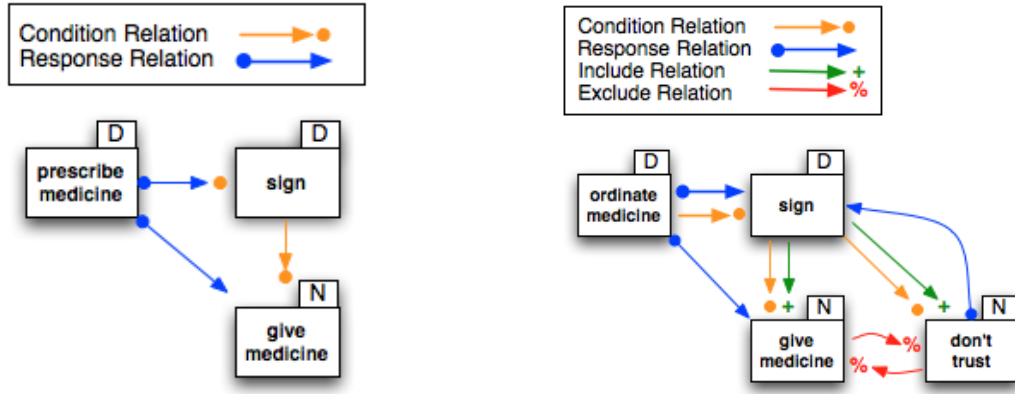 Condition Relation
Response Relation
D
D
prescribe
medicine
sign
N
give
medicine
Condition Relation
Response Relation
Include Relation
+
Exclude Relation
%
D
D
ordinate
medicine
sign
+
+
N
N
give
medicine
%
%
don't
trust